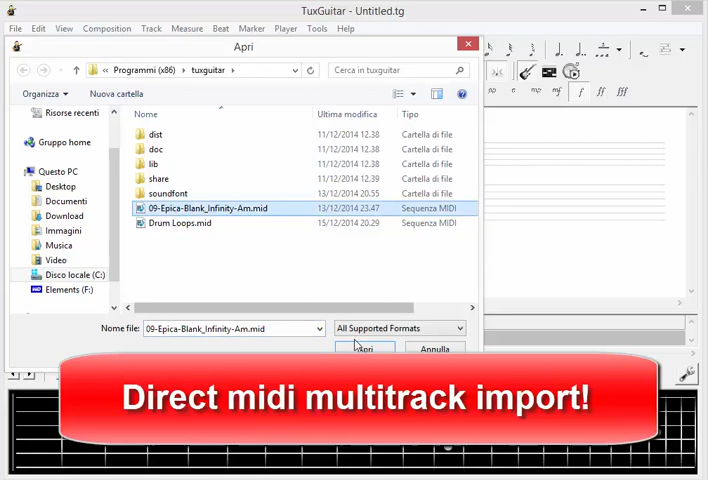 TuxGuitar - Untitled.tg
File Edit View Composition Track Measure Beat Marker Player Tools Help
Apri
Programmi (x86) tuxguitar
Cerca in tuxguitar
Organizza Nuova cartella
Nome Ultima modifica Tipo
Risorse recenti
Gruppo home
Questo PC
Desktop
Documenti
Download
Immagini
Musica
Video
Disco locale (C:)
Elements (F:)
dist 11/12/2014 12.38 Cartella di file
doc 11/12/2014 12.38 Cartella di file
lib 11/12/2014 12.38 Cartella di file
share 11/12/2014 12.39 Cartella di file
soundfont 13/12/2014 20.55 Cartella di file
09-Epica-Blank_Infinity-Am.mid 13/12/2014 23.47 Sequenza MIDI
Drum Loops.mid 15/12/2014 20.29 Sequenza MIDI
Nome file: 09-Epica-Blank_Infinity-Am.mid All Supported Formats
Apri Annulla
p mp mf f ff fff
Direct midi multitrack import!